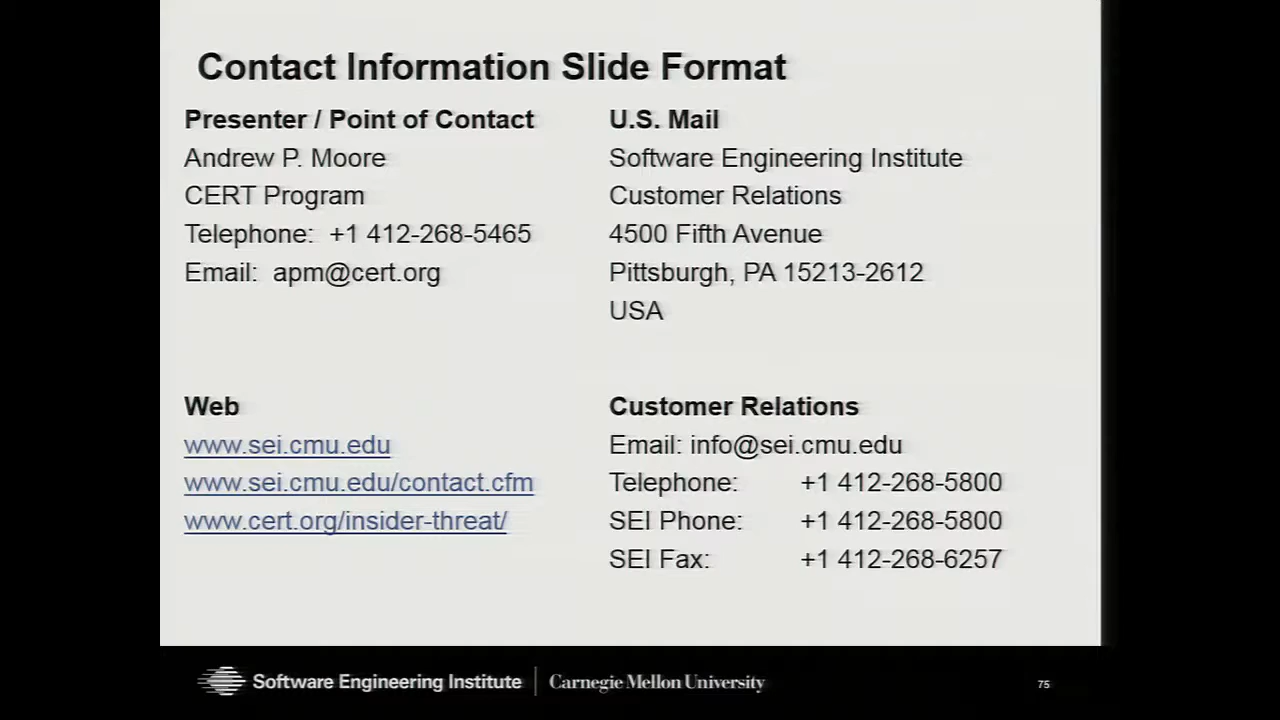 Contact Information Slide Format
Presenter / Point of Contact
Andrew P. Moore
CERT Program
Telephone: +1 412-268-5465
Email: apm@cert.org
U.S. Mail
Software Engineering Institute
Customer Relations
4500 Fifth Avenue
Pittsburgh, PA 15213-2612
USA
Web
www.sei.cmu.edu
www.sei.cmu.edu/contact.cfm
www.cert.org/insider-threat/
Customer Relations
Email: info@sei.cmu.edu
Telephone: +1 412-268-5800
SEI Phone: +1 412-268-5800
SEI Fax: +1 412-268-6257
Software Engineering Institute
Carnegie Mellon University
75